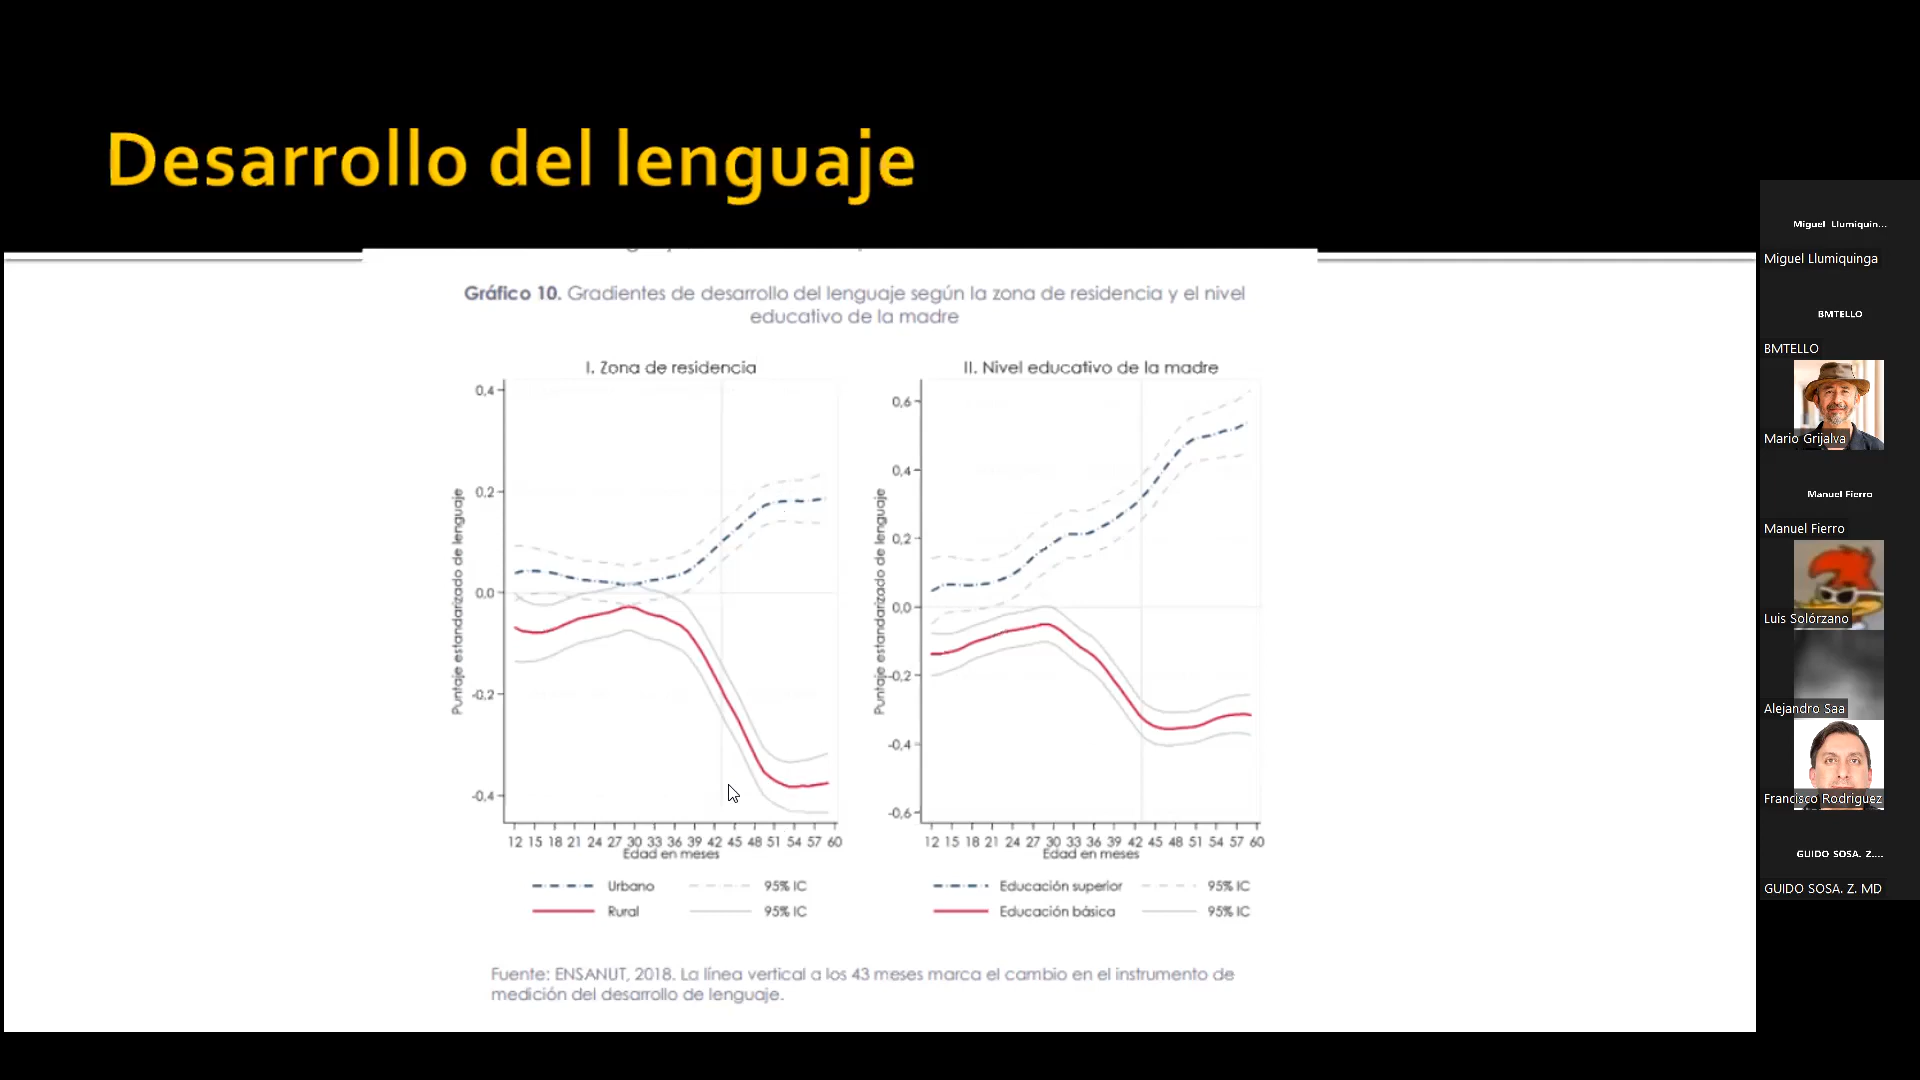 Desarrollo del lenguaje
Gráfico 10. Gradientes de desarrollo del lenguaje según la zona de residencia y el nivel
educativo de la madre
I. Zona de residencia
Puntaje estandarizado de lenguaje
0,4
0,2
0,0
-0,2
-0,4
12 15 18 21 24 27 30 33 36 39 42 45 48 51 54 57 60
Edad en meses
Urbano 95% IC
Rural 95% IC
II. Nivel educativo de la madre
Puntaje estandarizado de lenguaje
0,6
0,4
0,2
0,0
-0,2
-0,4
-0,6
12 15 18 21 24 27 30 33 36 39 42 45 48 51 54 57 60
Edad en meses
Educación superior 95% IC
Educación básica 95% IC
Fuente: ENSANUT, 2018. La línea vertical a los 43 meses marca el cambio en el instrumento de
medición del desarrollo de lenguaje.
Miguel Llumiquin...
Miguel Llumiquinga
BMTELLO
BMTELLO
Mario Grijalva
Manuel Fierro
Manuel Fierro
Luis Solórzano
Alejandro Saa
Francisco Rodriguez
GUIDO SOSA. Z....
GUIDO SOSA. Z. MD